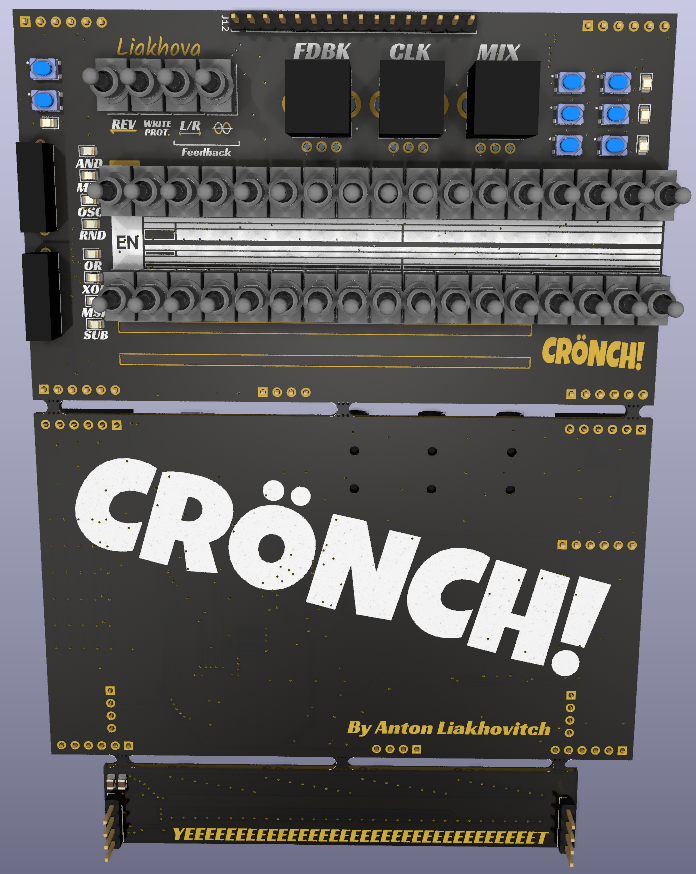 J12
Liakhova
FDBK CLK MIX
REV WRITE PROT. L/R
Feedback
AND
OSC
RND
EN
OR
SUB
CRÖNCH!
CRÖNCH!
By Anton Liakhovitch
YEEEEEEEEEEEEEEEEEEEEEEEEEEEEEEEEEEET